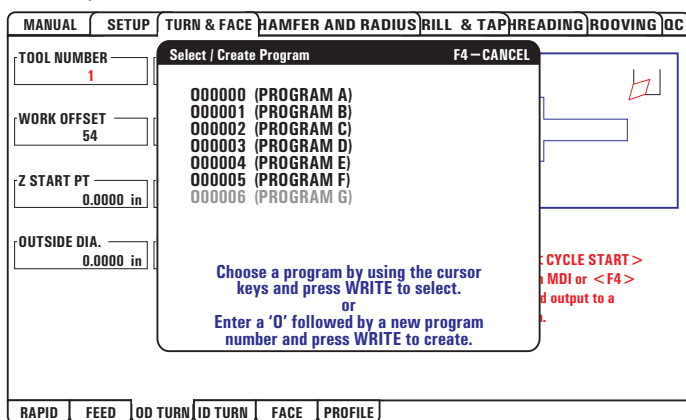 MANUAL SETUP TURN & FACE HAMFER AND RADIUS RILL & TAP HREADING ROOVING QC
TOOL NUMBER
1
WORK OFFSET
54
Z START PT
0.0000 in
OUTSIDE DIA.
0.0000 in
Select / Create Program F4–CANCEL
O00000 (PROGRAM A)
O00001 (PROGRAM B)
O00002 (PROGRAM C)
O00003 (PROGRAM D)
O00004 (PROGRAM E)
O00005 (PROGRAM F)
O00006 (PROGRAM G)
Choose a program by using the cursor
keys and press WRITE to select.
or
Enter a ‘O’ followed by a new program
number and press WRITE to create.
<CYCLE START>
MDI or <F4>
output to a
RAPID FEED OD TURN ID TURN FACE PROFILE